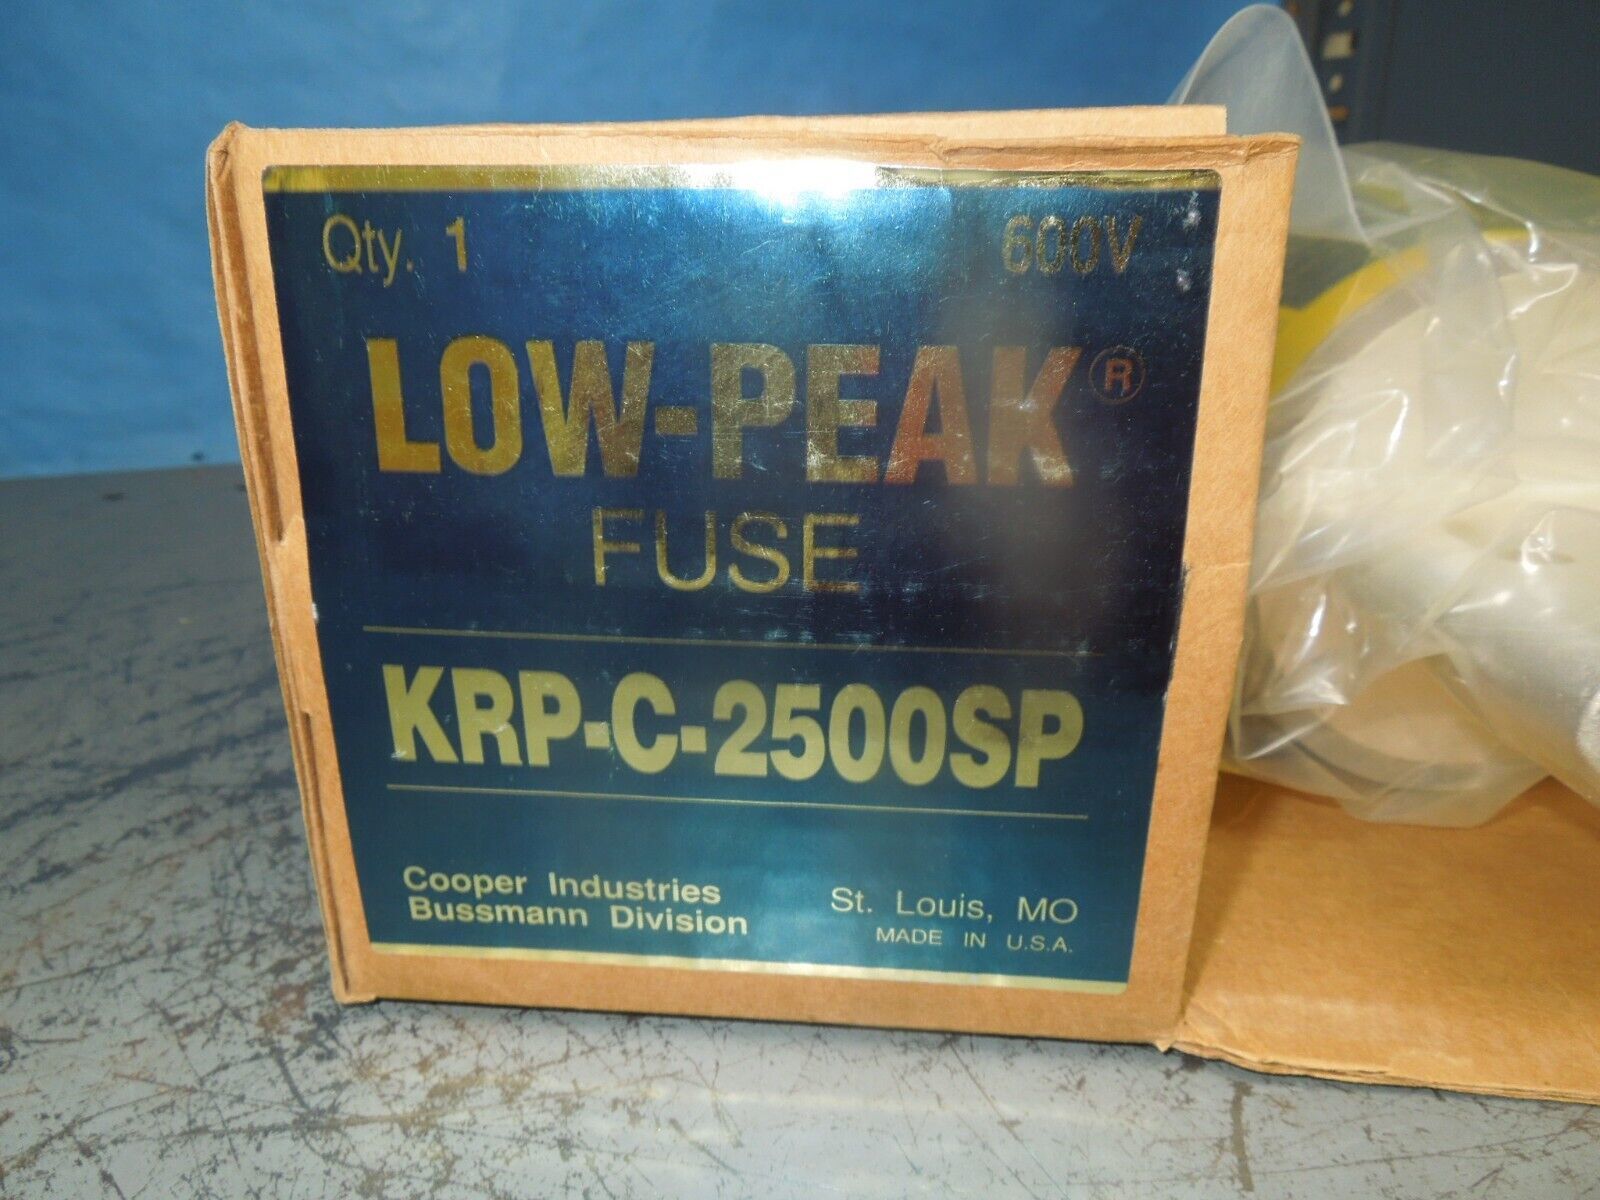 Qty. 1 600V
LOW-PEAK®
FUSE
KRP-C-2500SP
Cooper Industries
Bussmann Division
St. Louis, MO
MADE IN U.S.A.